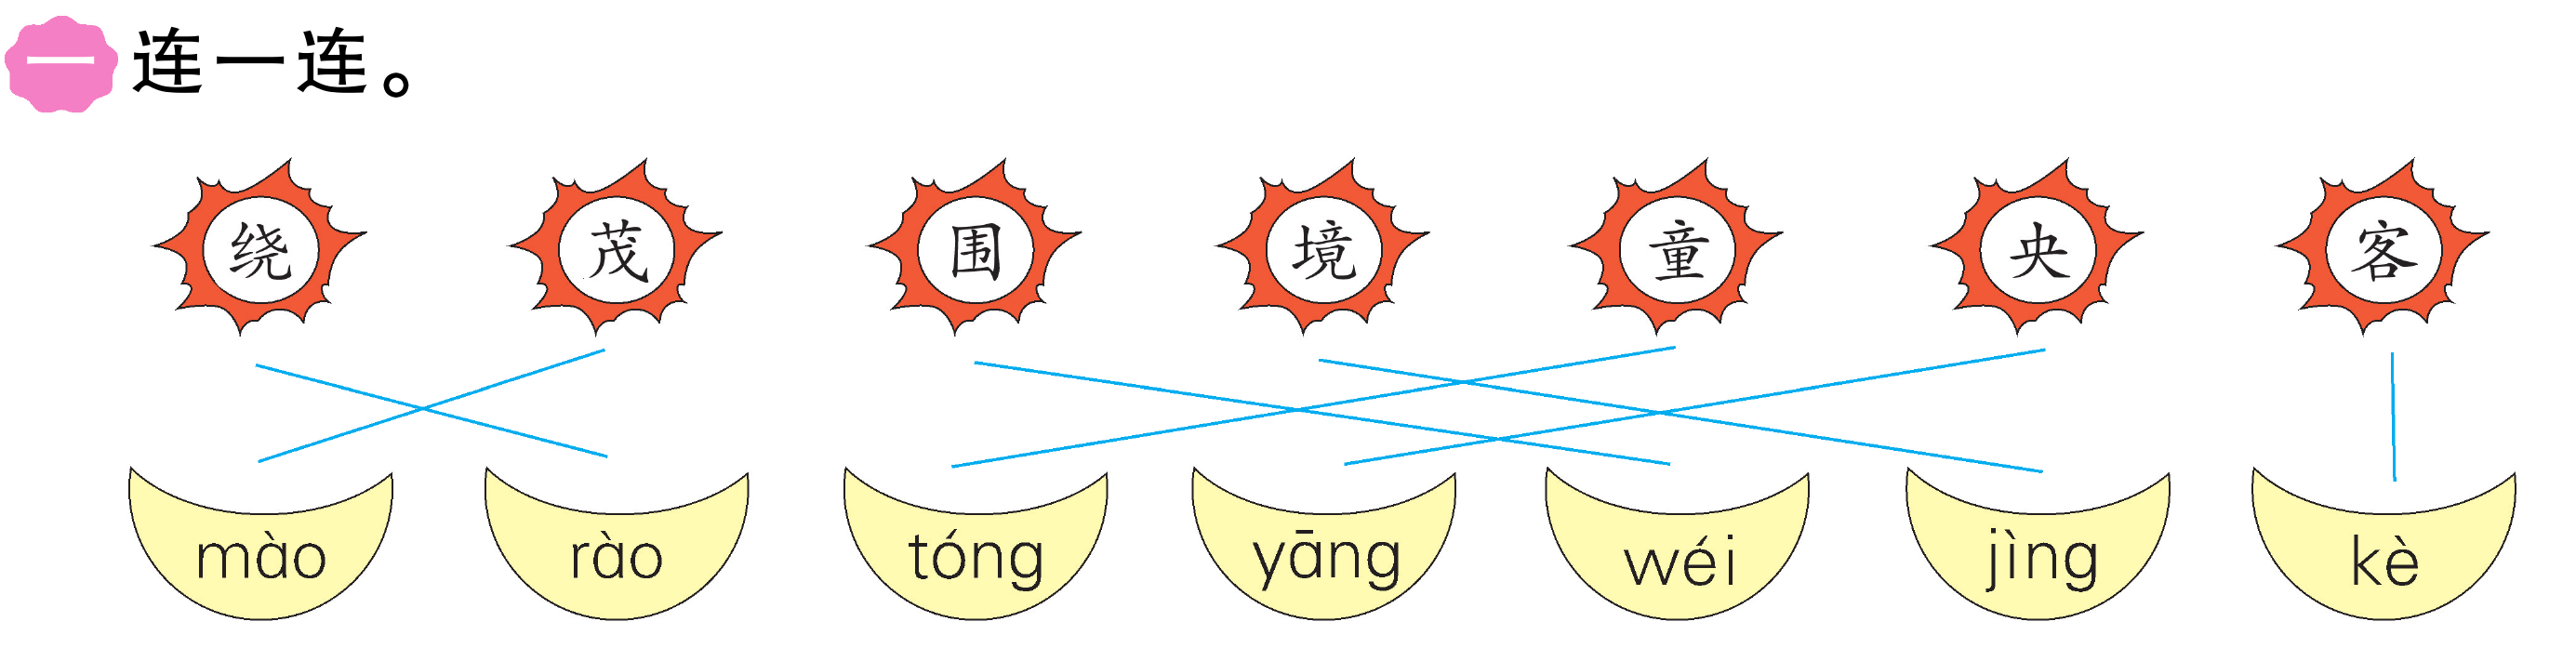 一 连一连。
绕 茂 围 境 童 央 客
mào rào tóng yāng wéi jìng kè